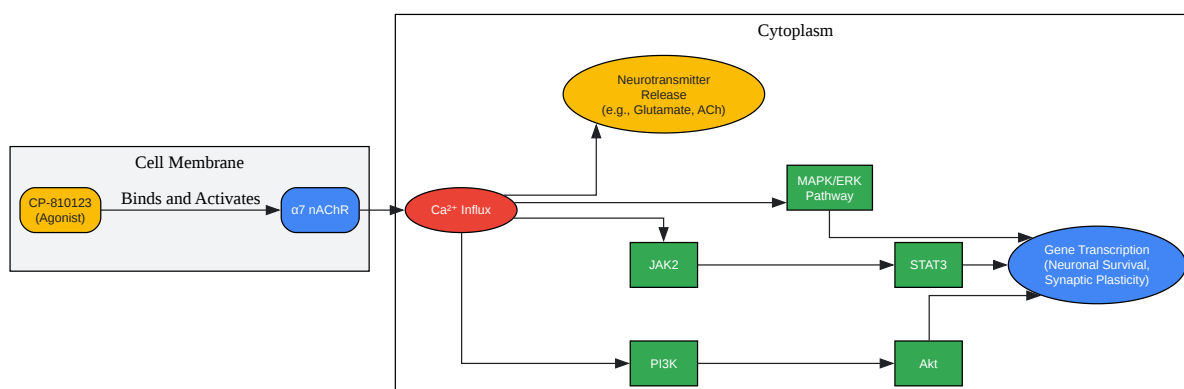 Cytoplasm
Neurotransmitter
Release
(e.g., Glutamate, ACh)
Cell Membrane
CP-810123
(Agonist)
Binds and Activates
α7 nAChR
Ca²⁺ Influx
MAPK/ERK
Pathway
JAK2
STAT3
Gene Transcription
(Neuronal Survival,
Synaptic Plasticity)
PI3K
Akt